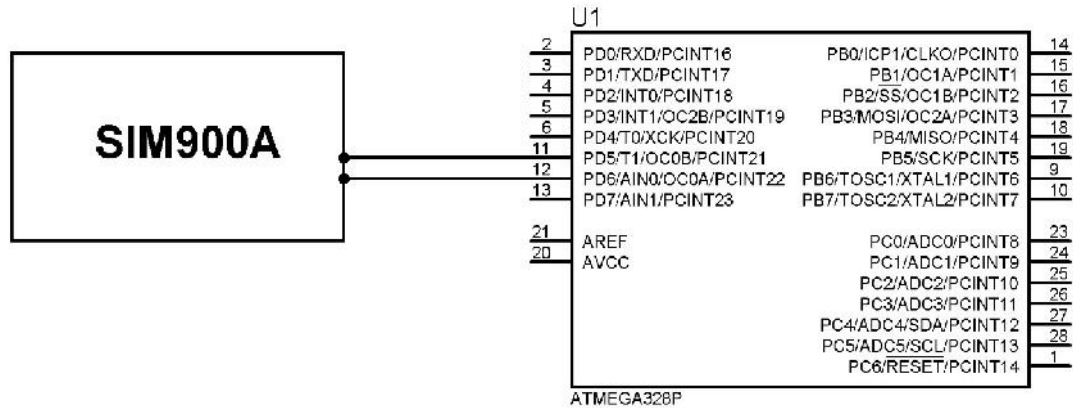 U1
SIM900A
2 PD0/RXD/PCINT16 PB0/ICP1/CLKO/PCINT0 14
3 PD1/TXD/PCINT17 PB1/OC1A/PCINT1 15
4 PD2/INT0/PCINT18 PB2/SS/OC1B/PCINT2 16
5 PD3/INT1/OC2B/PCINT19 PB3/MOSI/OC2A/PCINT3 17
6 PD4/T0/XCK/PCINT20 PB4/MISO/PCINT4 18
11 PD5/T1/OC0B/PCINT21 PB5/SCK/PCINT5 19
12 PD6/AIN0/OC0A/PCINT22 PB6/TOSC1/XTAL1/PCINT6 9
13 PD7/AIN1/PCINT23 PB7/TOSC2/XTAL2/PCINT7 10
21 AREF PC0/ADC0/PCINT8 23
20 AVCC PC1/ADC1/PCINT9 24
PC2/ADC2/PCINT10 25
PC3/ADC3/PCINT11 26
PC4/ADC4/SDA/PCINT12 27
PC5/ADC5/SCL/PCINT13 28
PC6/RESET/PCINT14 1
ATMEGA328P